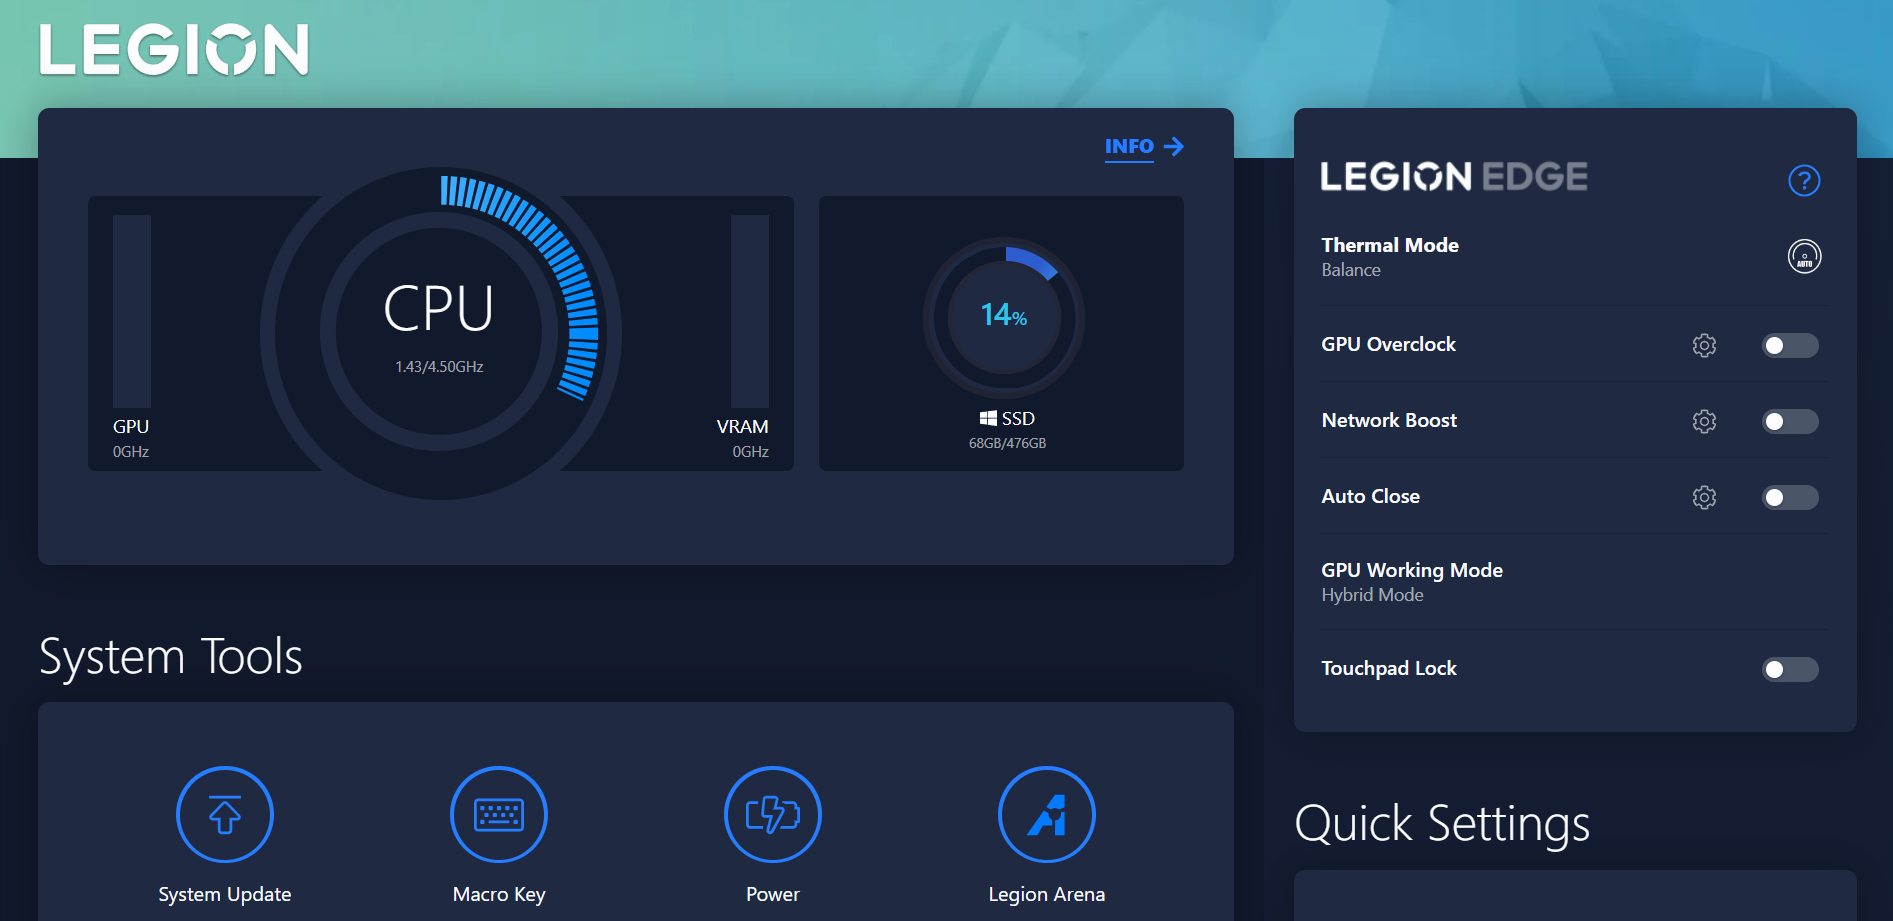 LEGION
INFO
CPU
1.43/4.50GHz
GPU
0GHz
VRAM
0GHz
14%
SSD
68GB/476GB
LEGION EDGE
?
Thermal Mode
Balance
AUTO
GPU Overclock
Network Boost
Auto Close
GPU Working Mode
Hybrid Mode
Touchpad Lock
System Tools
System Update
Macro Key
Power
Legion Arena
Quick Settings